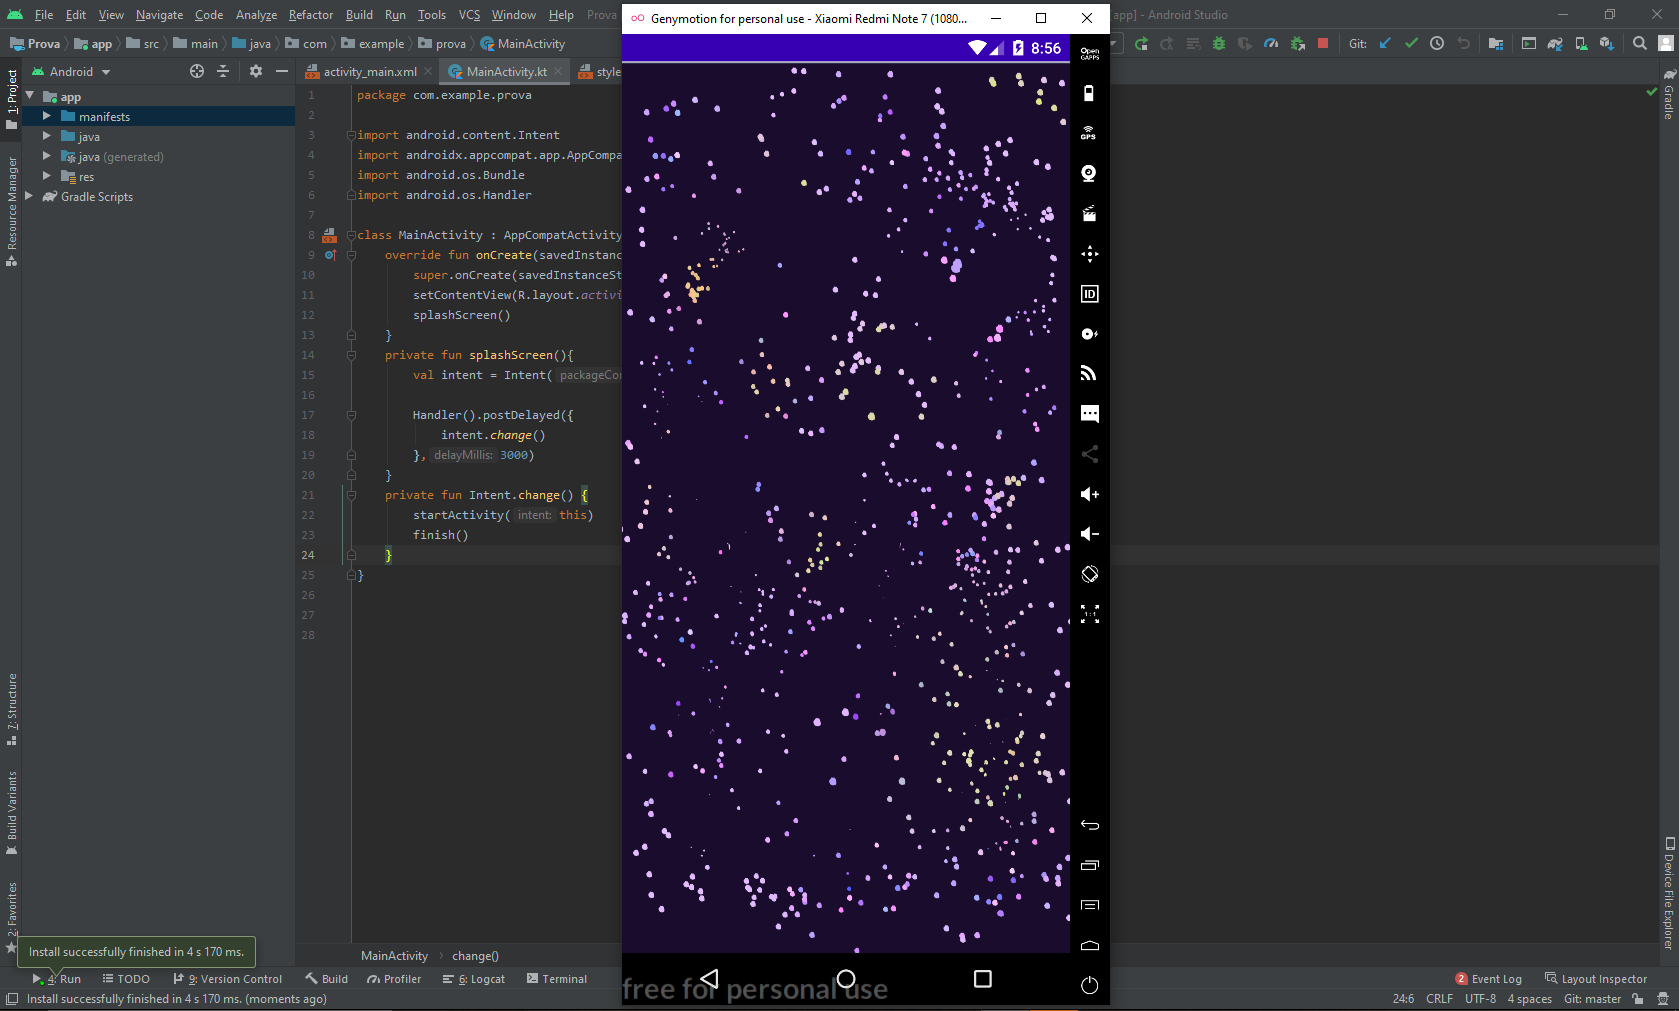 File Edit View Navigate Code Analyze Refactor Build Run Tools VCS Window Help Prova
Genymotion for personal use - Xiaomi Redmi Note 7 (1080...
app] - Android Studio
Prova app src main java com example prova MainActivity
Git:
Android
activity_main.xml
MainActivity.kt
style
8:56
Open
GAPPS
GPS
ID
1:1
app
manifests
java
java (generated)
res
Gradle Scripts
1: Project
Resource Manager
7: Structure
Build Variants
2: Favorites
Gradle
Device File Explorer
1 package com.example.prova
2
3 import android.content.Intent
4 import androidx.appcompat.app.AppCompa
5 import android.os.Bundle
6 import android.os.Handler
7
8 class MainActivity : AppCompatActivity
9 override fun onCreate(savedInstanc
10 super.onCreate(savedInstanceSt
11 setContentView(R.layout.activi
12 splashScreen()
13 }
14 private fun splashScreen(){
15 val intent = Intent( packageCo
16
17 Handler().postDelayed({
18 intent.change()
19 }, delayMillis: 3000)
20 }
21 private fun Intent.change() {
22 startActivity( intent: this)
23 finish()
24 }
25 }
26
27
28
Install successfully finished in 4 s 170 ms.
MainActivity › change()
4: Run TODO 9: Version Control Build Profiler 6: Logcat Terminal
2 Event Log Layout Inspector
free for personal use
Install successfully finished in 4 s 170 ms. (moments ago)
24:6 CRLF UTF-8 4 spaces Git: master